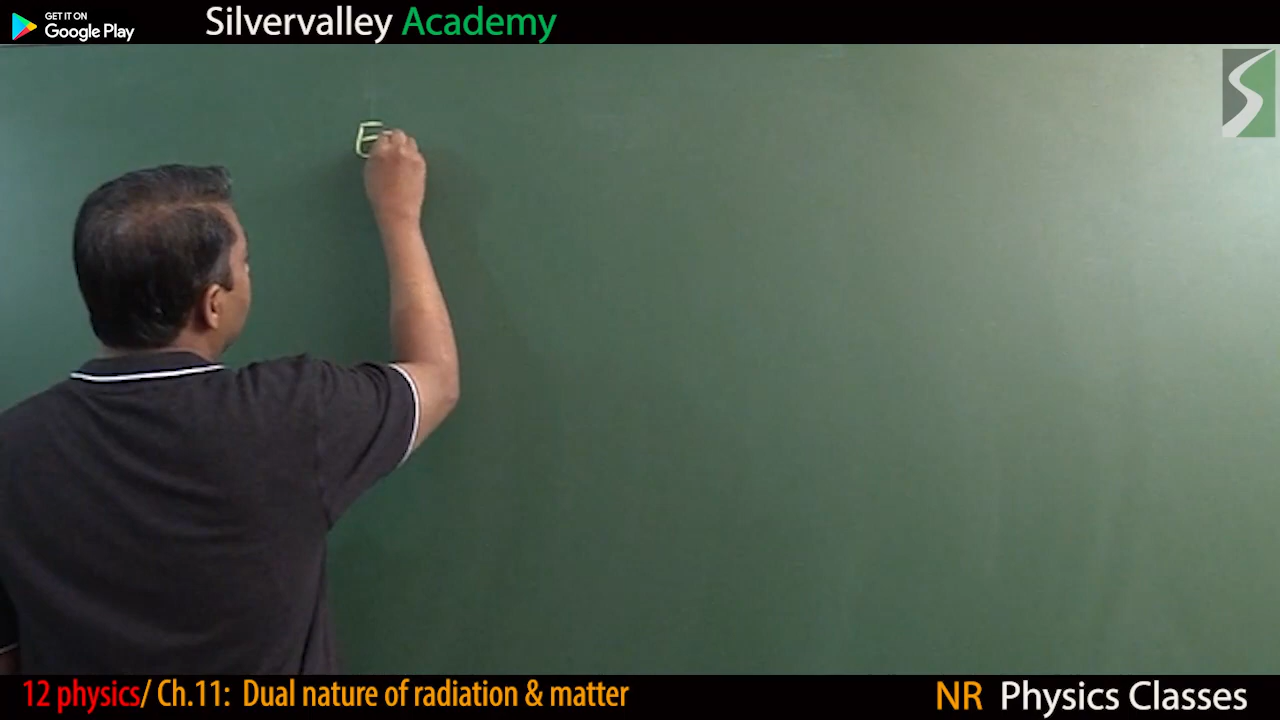 GET IT ON
Google Play
Silvervalley Academy
E
12 physics/ Ch.11: Dual nature of radiation & matter
NR Physics Classes